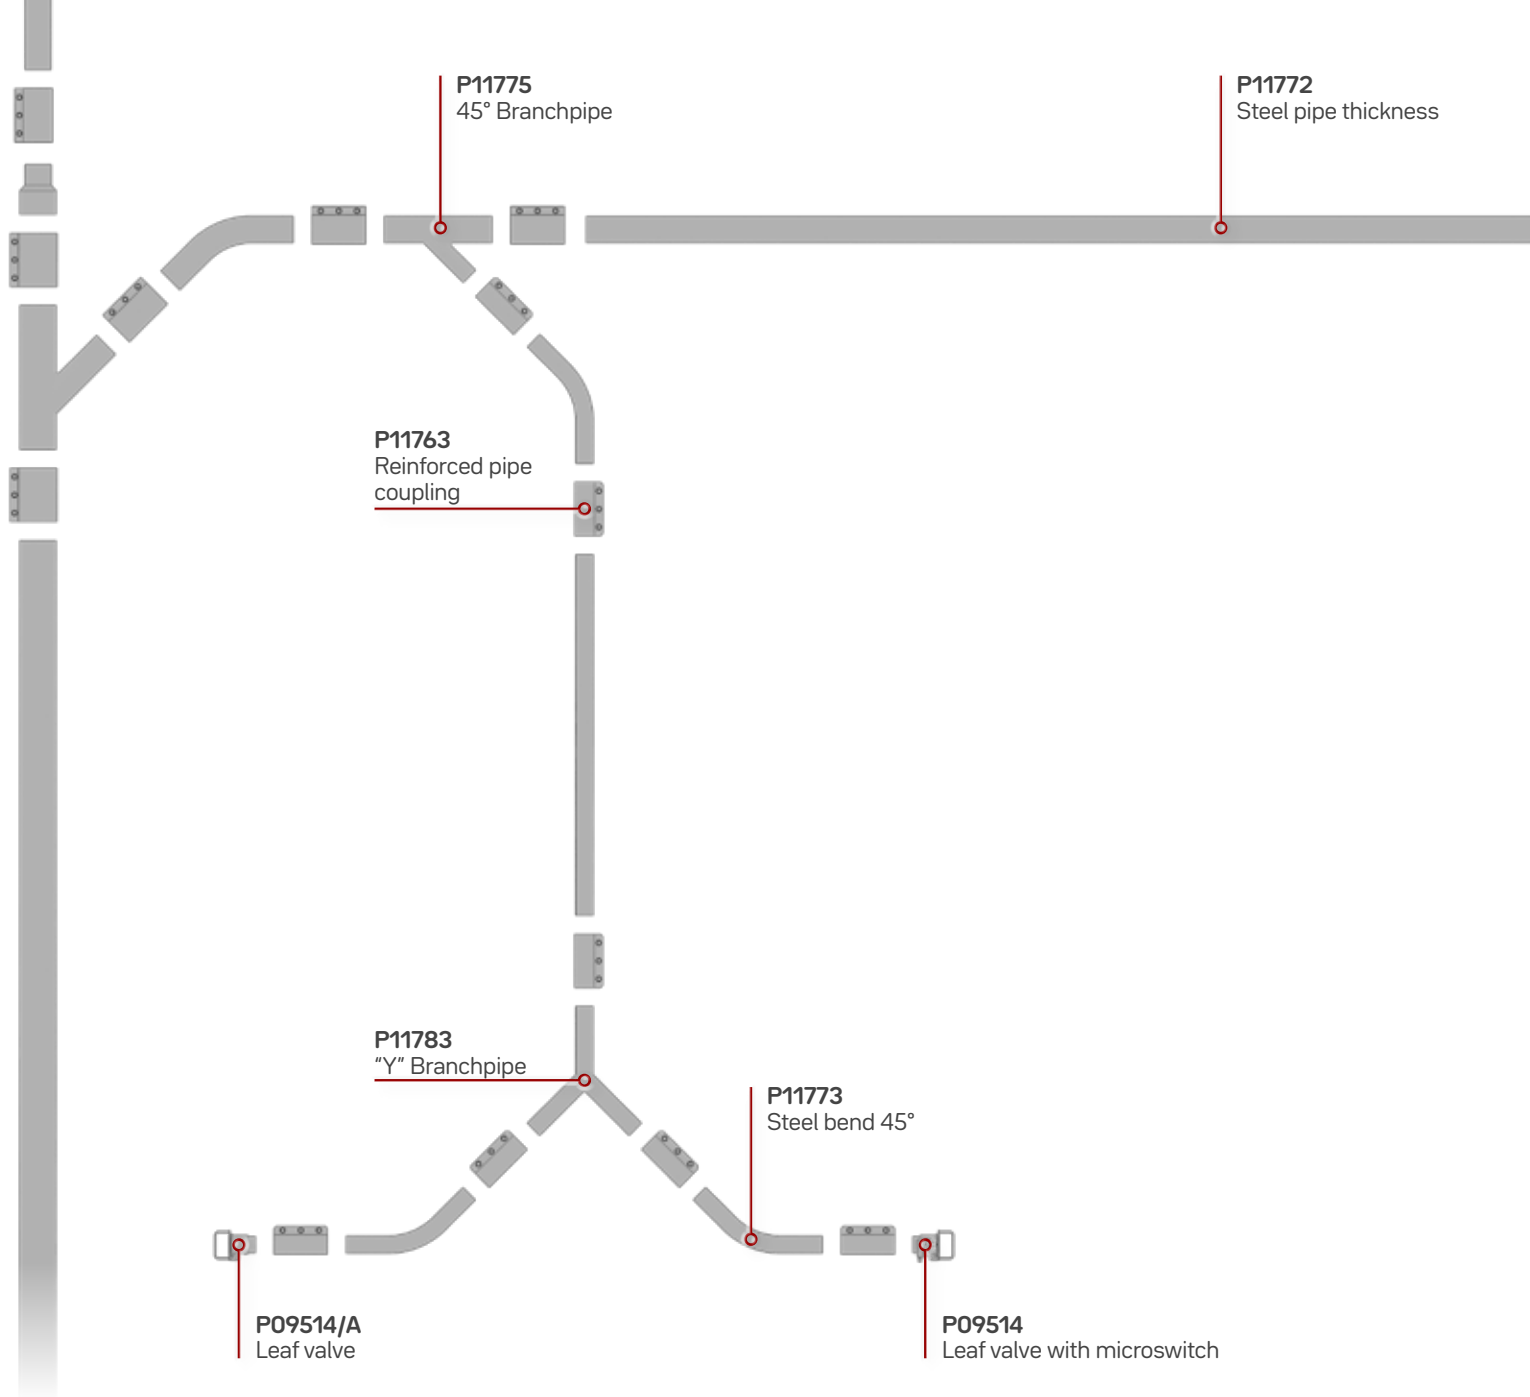 P11775
45° Branchpipe
P11772
Steel pipe thickness
P11763
Reinforced pipe
coupling
P11783
“Y” Branchpipe
P11773
Steel bend 45°
P09514/A
Leaf valve
P09514
Leaf valve with microswitch